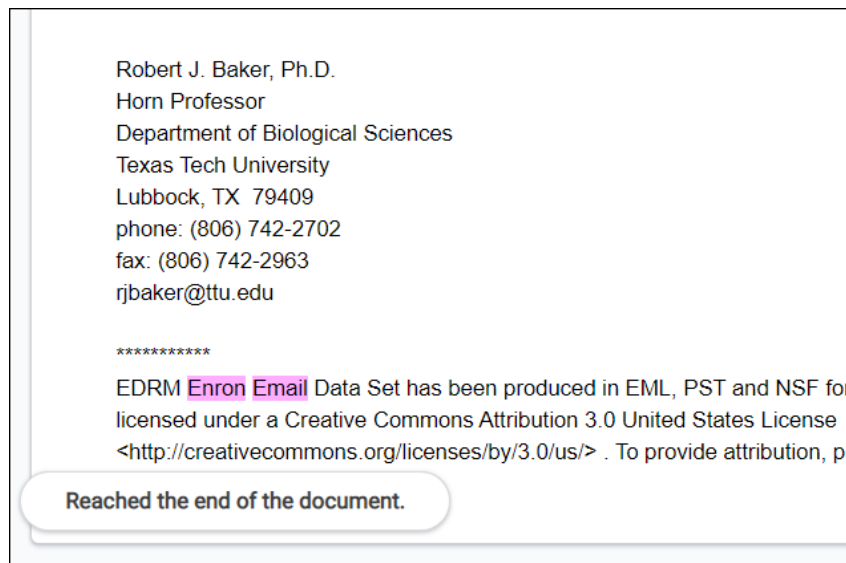 Robert J. Baker, Ph.D.
Horn Professor
Department of Biological Sciences
Texas Tech University
Lubbock, TX  79409
phone: (806) 742-2702
fax: (806) 742-2963
rjbaker@ttu.edu
***********
EDRM Enron Email Data Set has been produced in EML, PST and NSF
licensed under a Creative Commons Attribution 3.0 United States License
<http://creativecommons.org/licenses/by/3.0/us/> . To provide attribution,
Reached the end of the document.